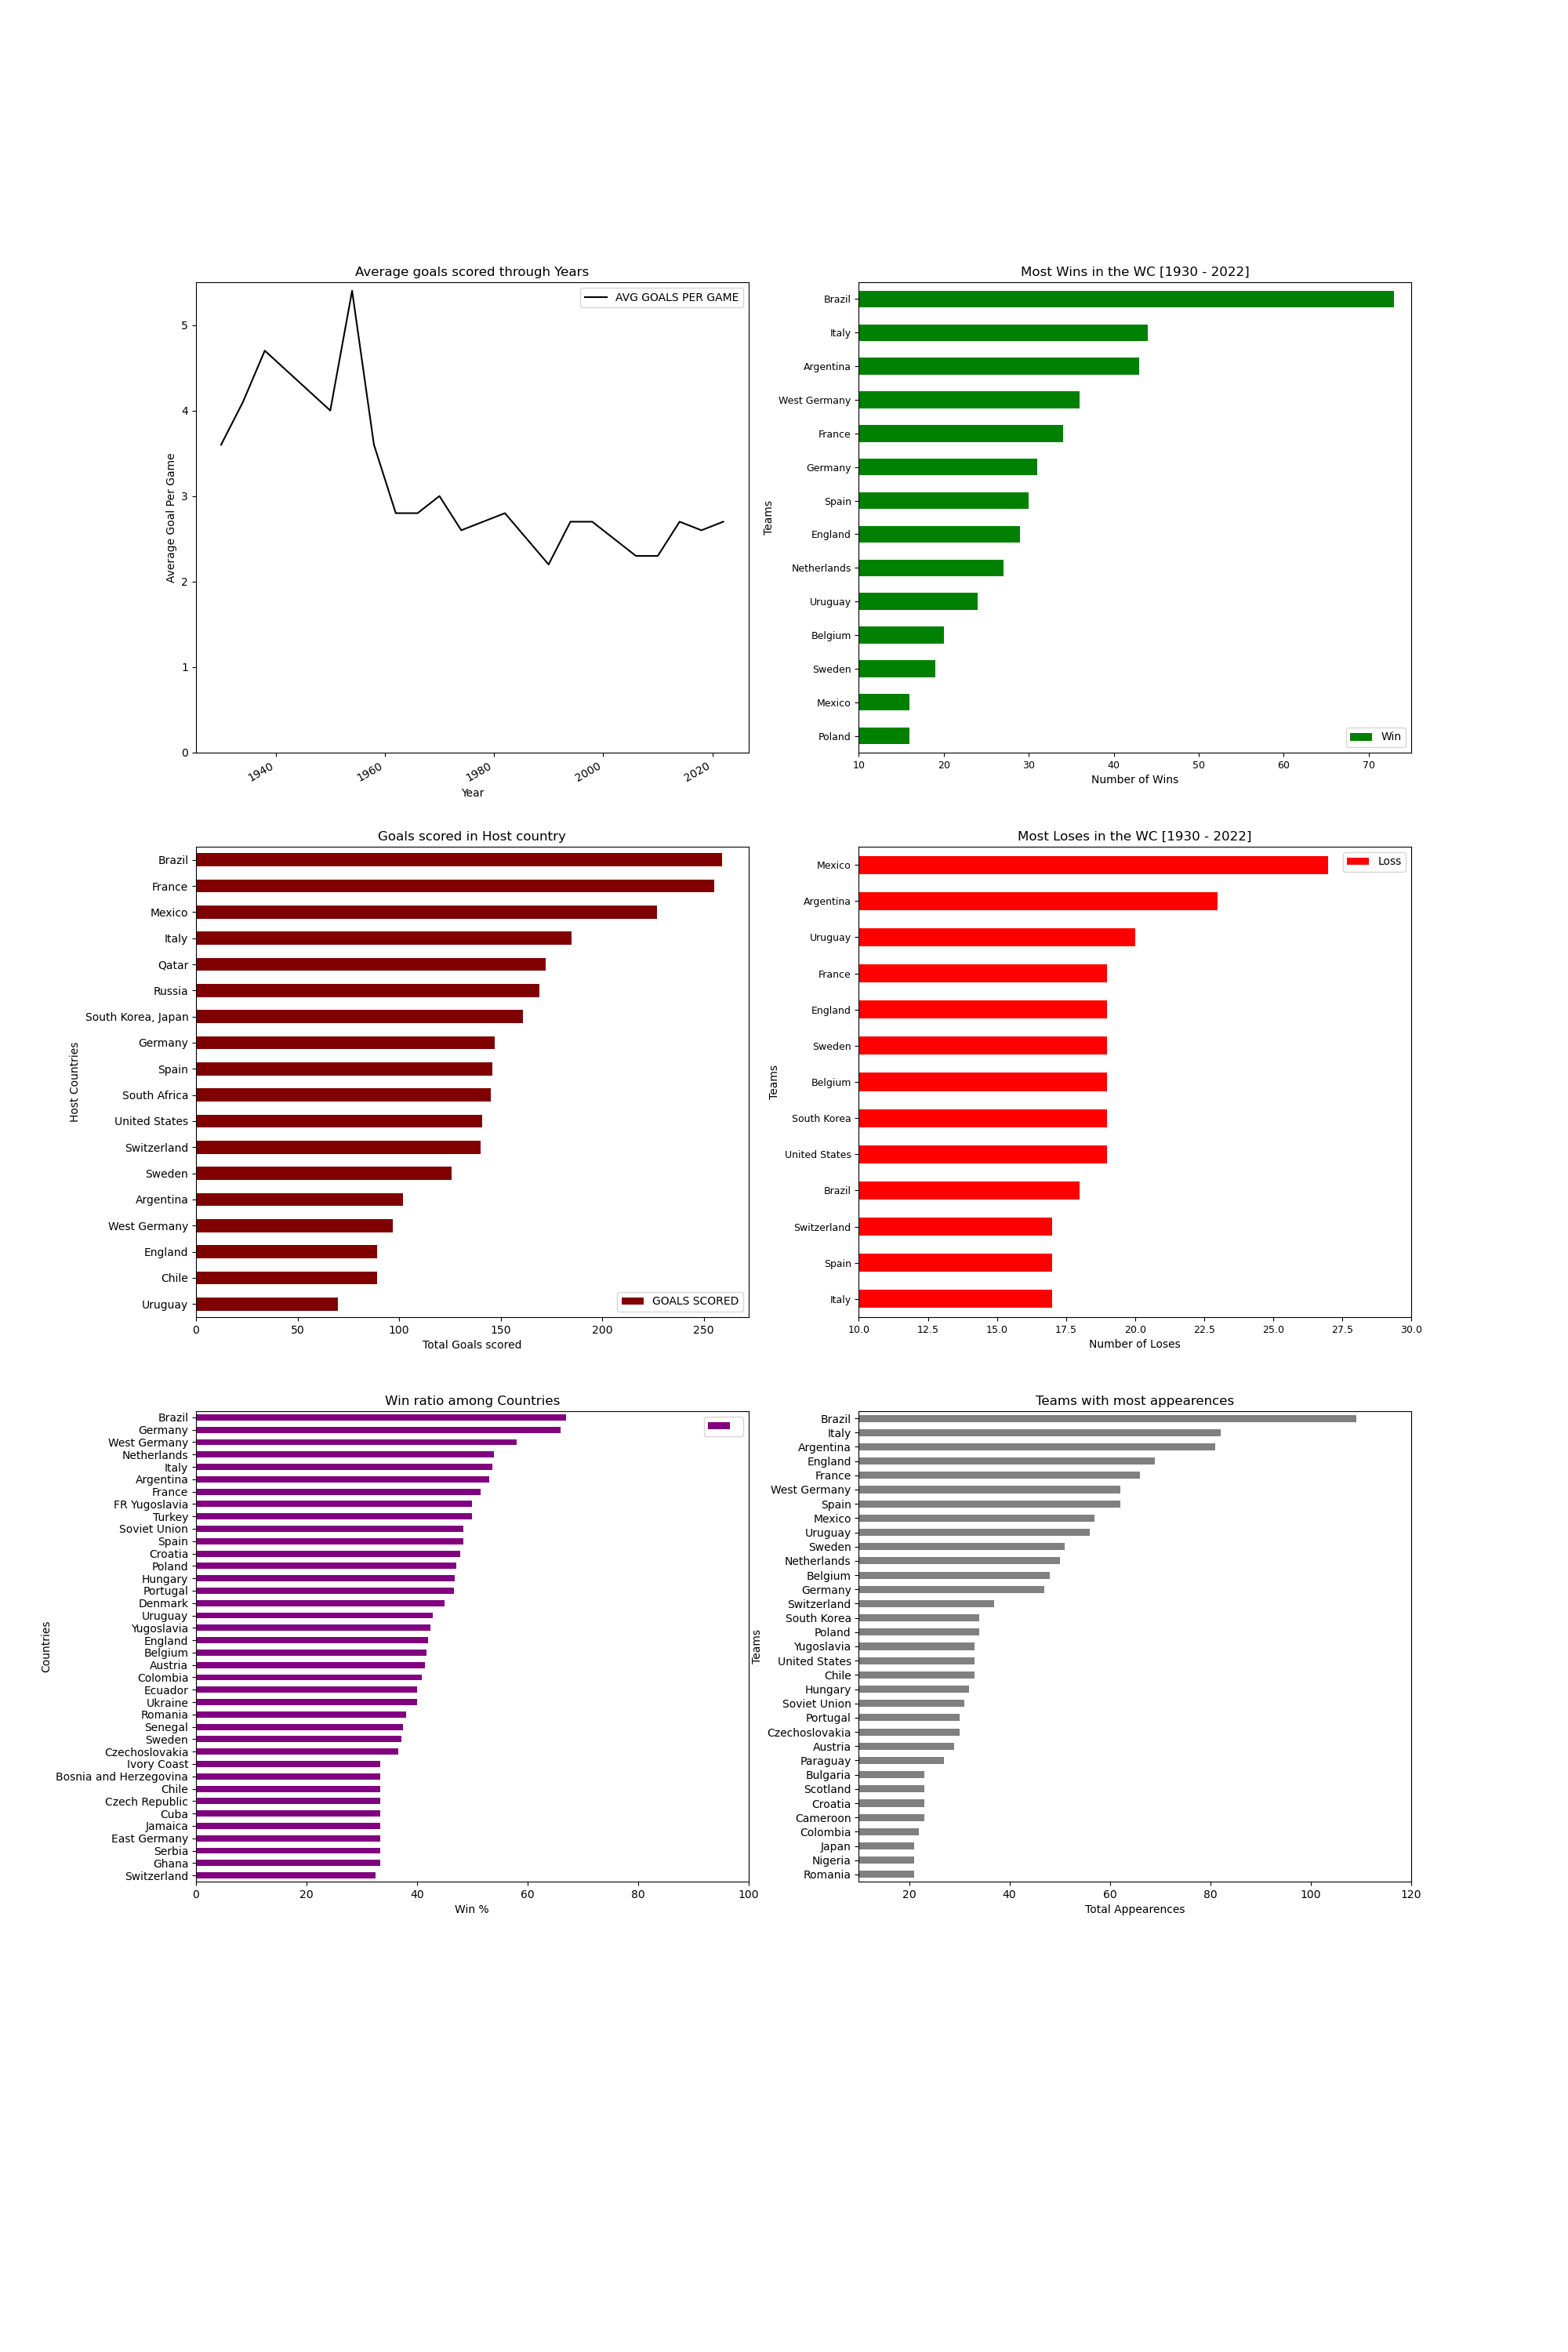 Average goals scored through Years
AVG GOALS PER GAME
Average Goal Per Game
5
4
3
2
1
0
1940
1960
1980
2000
2020
Year
Most Wins in the WC [1930 - 2022]
Teams
Brazil
Italy
Argentina
West Germany
France
Germany
Spain
England
Netherlands
Uruguay
Belgium
Sweden
Mexico
Poland
Win
10
20
30
40
50
60
70
Number of Wins
Goals scored in Host country
Host Countries
Brazil
France
Mexico
Italy
Qatar
Russia
South Korea, Japan
Germany
Spain
South Africa
United States
Switzerland
Sweden
Argentina
West Germany
England
Chile
Uruguay
GOALS SCORED
0
50
100
150
200
250
Total Goals scored
Most Loses in the WC [1930 - 2022]
Loss
Teams
Mexico
Argentina
Uruguay
France
England
Sweden
Belgium
South Korea
United States
Brazil
Switzerland
Spain
Italy
10.0
12.5
15.0
17.5
20.0
22.5
25.0
27.5
30.0
Number of Loses
Win ratio among Countries
Countries
Brazil
Germany
West Germany
Netherlands
Italy
Argentina
France
FR Yugoslavia
Turkey
Soviet Union
Spain
Croatia
Poland
Hungary
Portugal
Denmark
Uruguay
Yugoslavia
England
Belgium
Austria
Colombia
Ecuador
Ukraine
Romania
Senegal
Sweden
Czechoslovakia
Ivory Coast
Bosnia and Herzegovina
Chile
Czech Republic
Cuba
Jamaica
East Germany
Serbia
Ghana
Switzerland
0
20
40
60
80
100
Win %
Teams with most appearences
Teams
Brazil
Italy
Argentina
England
France
West Germany
Spain
Mexico
Uruguay
Sweden
Netherlands
Belgium
Germany
Switzerland
South Korea
Poland
Yugoslavia
United States
Chile
Hungary
Soviet Union
Portugal
Czechoslovakia
Austria
Paraguay
Bulgaria
Scotland
Croatia
Cameroon
Colombia
Japan
Nigeria
Romania
20
40
60
80
100
120
Total Appearences